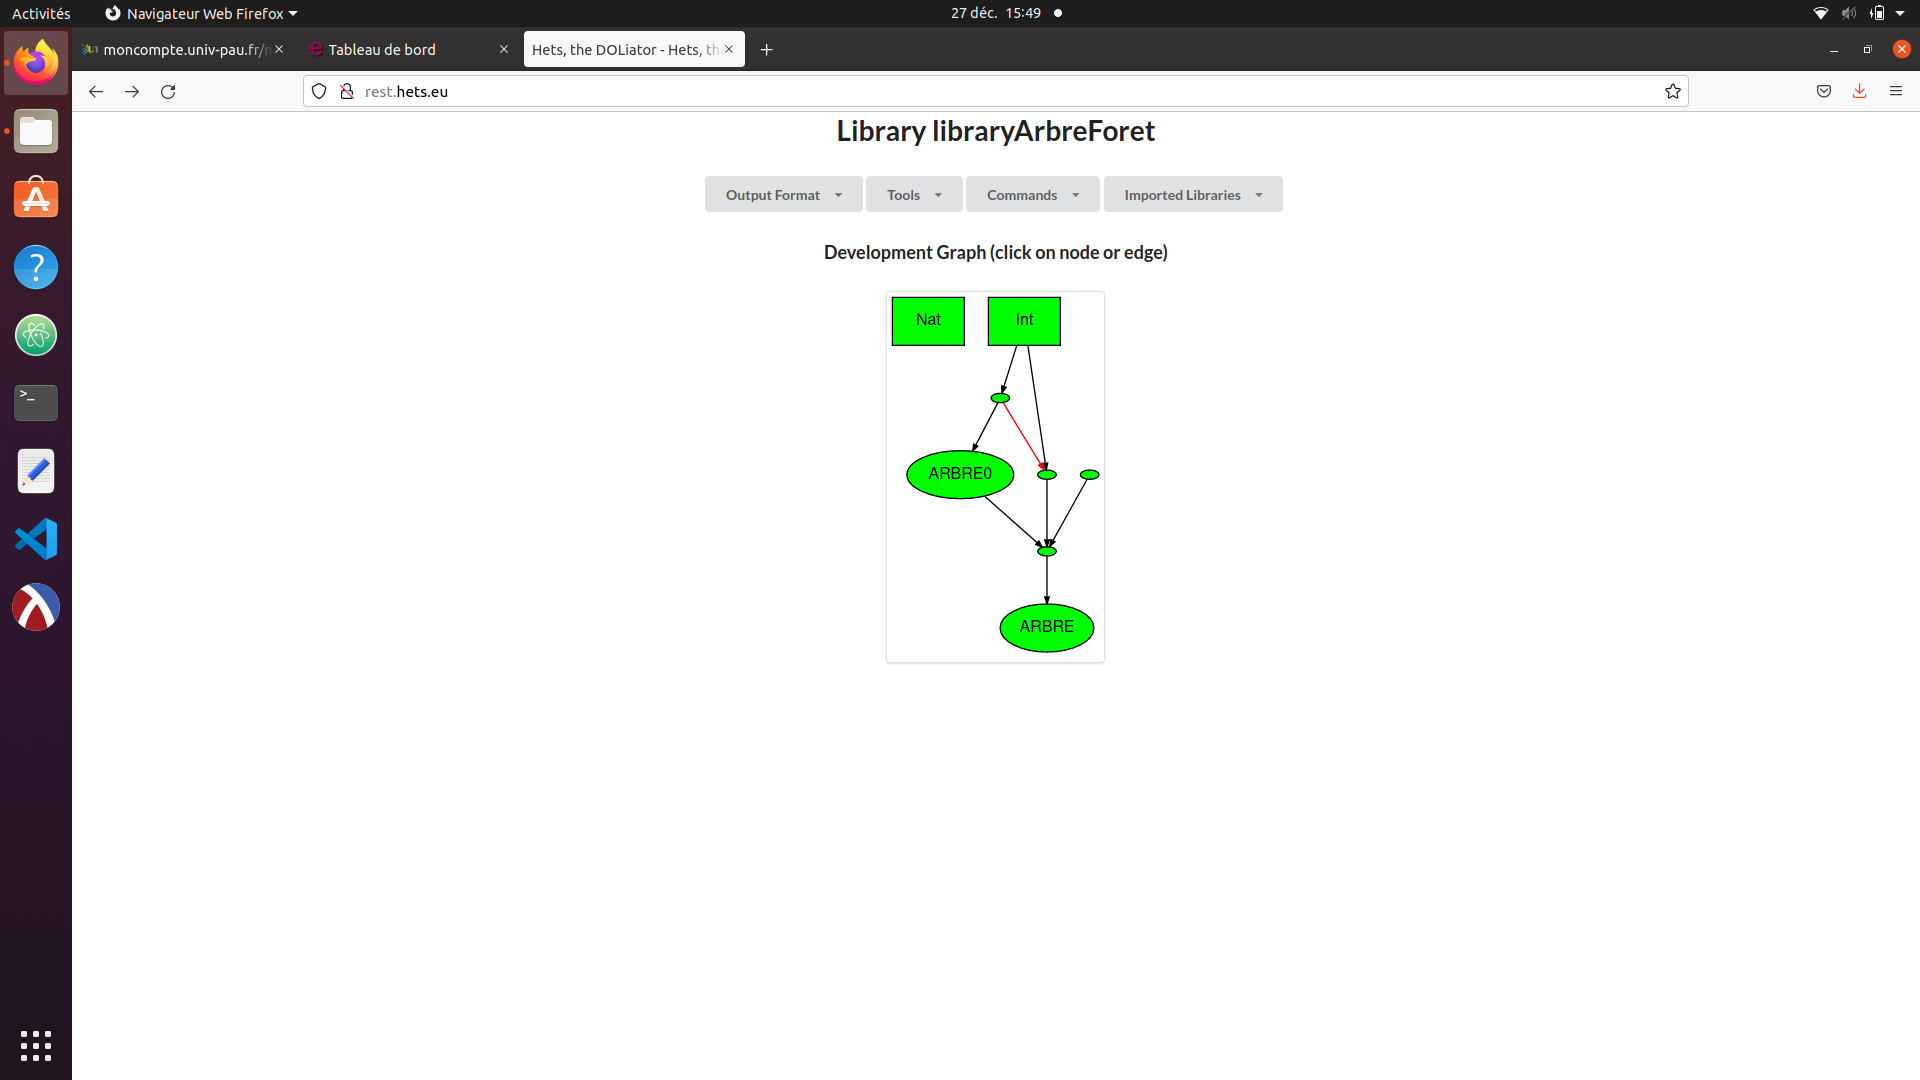 Activités
Navigateur Web Firefox
27 déc. 15:49
moncompte.univ-pau.fr/
Tableau de bord
Hets, the DOLiator - Hets, th
rest.hets.eu
Library libraryArbreForet
Output Format
Tools
Commands
Imported Libraries
Development Graph (click on node or edge)
Nat
Int
ARBRE0
ARBRE